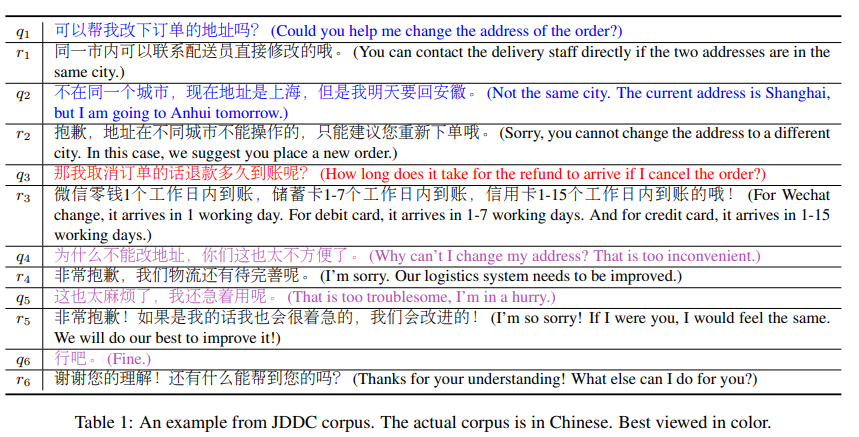 q1 可以帮我改下订单的地址吗? (Could you help me change the address of the order?)
r1 同一市内可以联系配送员直接修改的哦。 (You can contact the delivery staff directly if the two addresses are in the
same city.)
q2 不在同一个城市，现在地址是上海，但是我明天要回安徽。 (Not the same city. The current address is Shanghai,
but I am going to Anhui tomorrow.)
r2 抱歉，地址在不同城市不能操作的，只能建议您重新下单哦。 (Sorry, you cannot change the address to a different
city. In this case, we suggest you place a new order.)
q3 那我取消订单的话退款多久到账呢? (How long does it take for the refund to arrive if I cancel the order?)
r3 微信零钱1个工作日内到账，储蓄卡1-7个工作日内到账，信用卡1-15个工作日内到账的哦! (For Wechat
change, it arrives in 1 working day. For debit card, it arrives in 1-7 working days. And for credit card, it arrives in 1-15
working days.)
q4 为什么不能改地址，你们这也太不方便了。 (Why can't I change my address? That is too inconvenient.)
r4 非常抱歉，我们物流还有待完善呢。 (I'm sorry. Our logistics system needs to be improved.)
q5 这也太麻烦了，我还急着用呢。 (That is too troublesome, I'm in a hurry.)
r5 非常抱歉! 如果是我的话我也会很着急的，我们会改进的! (I'm so sorry! If I were you, I would feel the same.
We will do our best to improve it!)
q6 行吧。 (Fine.)
r6 谢谢您的理解! 还有什么能帮到您的吗? (Thanks for your understanding! What else can I do for you?)
Table 1: An example from JDDC corpus. The actual corpus is in Chinese. Best viewed in color.